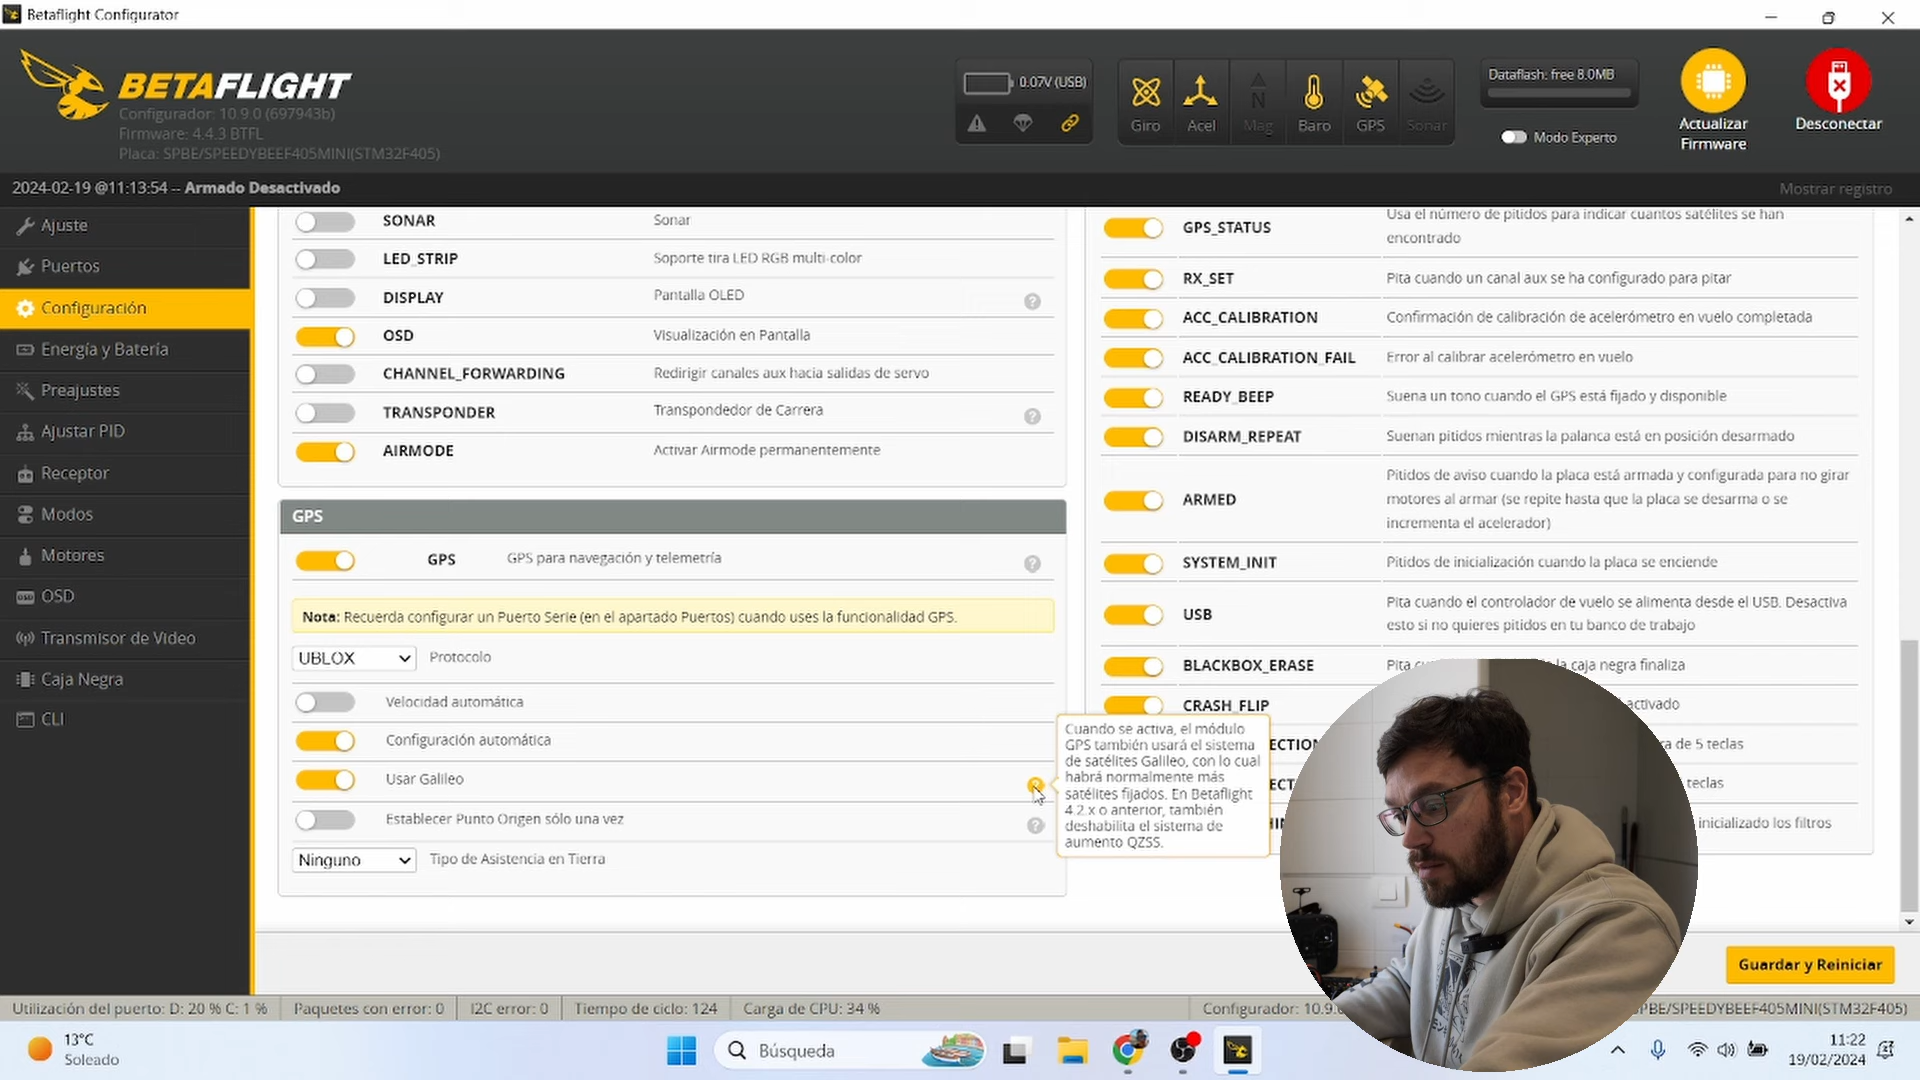 Betaflight Configurator
BETAFLIGHT
Configurador: 10.9.0 (697943b)
Firmware: 4.4.3 BTFL
Placa: SPBE/SPEEDYBEEF405MINI(STM32F405)
0.07V (USB)
Giro
Acel
Mag
Baro
GPS
Sonar
Dataflash: free 8.0MB
Modo Experto
Actualizar
Firmware
Desconectar
2024-02-19 @11:13:54 -- Armado Desactivado
Mostrar registro
Ajuste
Puertos
Configuración
Energía y Batería
Preajustes
Ajustar PID
Receptor
Modos
Motores
OSD
Transmisor de Video
Caja Negra
CLI
SONAR Sonar
LED_STRIP Soporte tira LED RGB multi-color
DISPLAY Pantalla OLED
OSD Visualización en Pantalla
CHANNEL_FORWARDING Redirigir canales aux hacia salidas de servo
TRANSPONDER Transpondedor de Carrera
AIRMODE Activar Airmode permanentemente
GPS
GPS GPS para navegación y telemetría
Nota: Recuerda configurar un Puerto Serie (en el apartado Puertos) cuando uses la funcionalidad GPS.
UBLOX Protocolo
Velocidad automática
Configuración automática
Usar Galileo
Establecer Punto Origen sólo una vez
Ninguno Tipo de Asistencia en Tierra
GPS_STATUS Usa el número de pitidos para indicar cuantos satélites se han
encontrado
RX_SET Pita cuando un canal aux se ha configurado para pitar
ACC_CALIBRATION Confirmación de calibración de acelerómetro en vuelo completada
ACC_CALIBRATION_FAIL Error al calibrar acelerómetro en vuelo
READY_BEEP Suena un tono cuando el GPS está fijado y disponible
DISARM_REPEAT Suenan pitidos mientras la palanca está en posición desarmado
ARMED Pitidos de aviso cuando la placa está armada y configurada para no girar
motores al armar (se repite hasta que la placa se desarma o se
incrementa el acelerador)
SYSTEM_INIT Pitidos de inicialización cuando la placa se enciende
USB Pita cuando el controlador de vuelo se alimenta desde el USB. Desactiva
esto si no quieres pitidos en tu banco de trabajo
BLACKBOX_ERASE Pita la caja negra finaliza
CRASH_FLIP activado
de 5 teclas
teclas
inicializado los filtros
Cuando se activa, el módulo
GPS también usará el sistema
de satélites Galileo, con lo cual
habrá normalmente más
satélites fijados. En Betaflight
4.2.x o anterior, también
deshabilita el sistema de
aumento QZSS.
Guardar y Reiniciar
Utilización del puerto: D: 20 % C: 1 %
Paquetes con error: 0
I2C error: 0
Tiempo de ciclo: 124
Carga de CPU: 34 %
Configurador: 10.9.
SPBE/SPEEDYBEEF405MINI(STM32F405)
13°C
Soleado
Búsqueda
11:22
19/02/2024